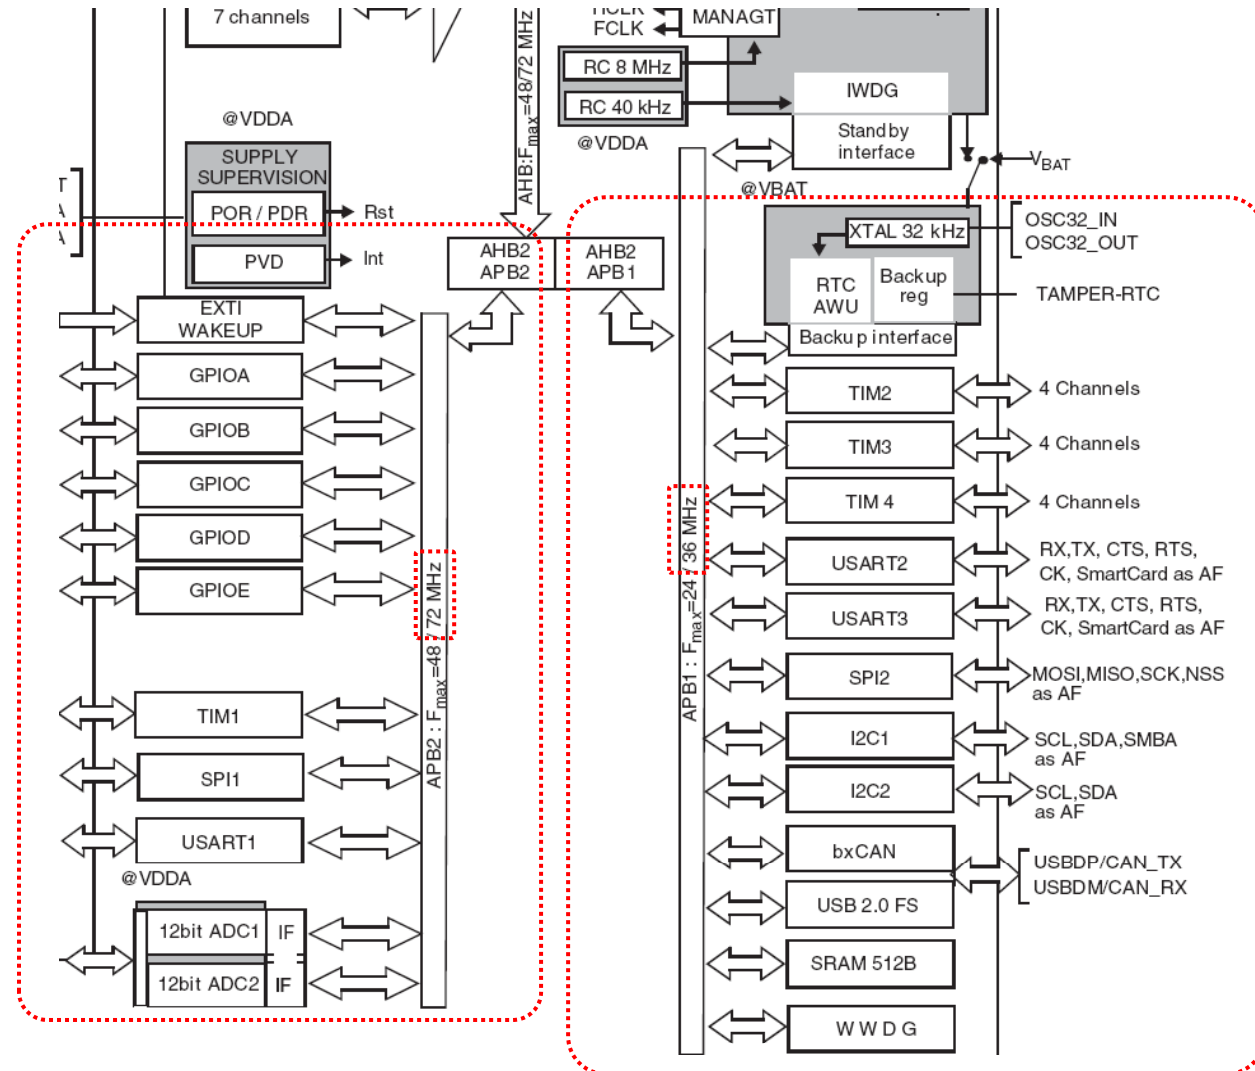 7 channels
AHB:Fmax=48/72 MHz
FCLK
MANAGT
RC 8 MHz
RC 40 kHz
@VDDA
IWDG
Standby
interface
VBAT
@VBAT
@VDDA
SUPPLY
SUPERVISION
POR / PDR
Rst
PVD
Int
AHB2
APB2
AHB2
APB1
XTAL 32 kHz
OSC32_IN
OSC32_OUT
RTC
AWU
Backup
reg
TAMPER-RTC
Backup interface
EXTI
WAKEUP
GPIOA
GPIOB
GPIOC
GPIOD
GPIOE
TIM1
SPI1
USART1
@VDDA
12bit ADC1
IF
12bit ADC2
IF
APB2 : Fmax=48 / 72 MHz
APB1 : Fmax=24 / 36 MHz
TIM2
4 Channels
TIM3
4 Channels
TIM 4
4 Channels
USART2
RX,TX, CTS, RTS,
CK, SmartCard as AF
USART3
RX,TX, CTS, RTS,
CK, SmartCard as AF
SPI2
MOSI,MISO,SCK,NSS
as AF
I2C1
SCL,SDA,SMBA
as AF
I2C2
SCL,SDA
as AF
bxCAN
USBDP/CAN_TX
USBDM/CAN_RX
USB 2.0 FS
SRAM 512B
W W D G